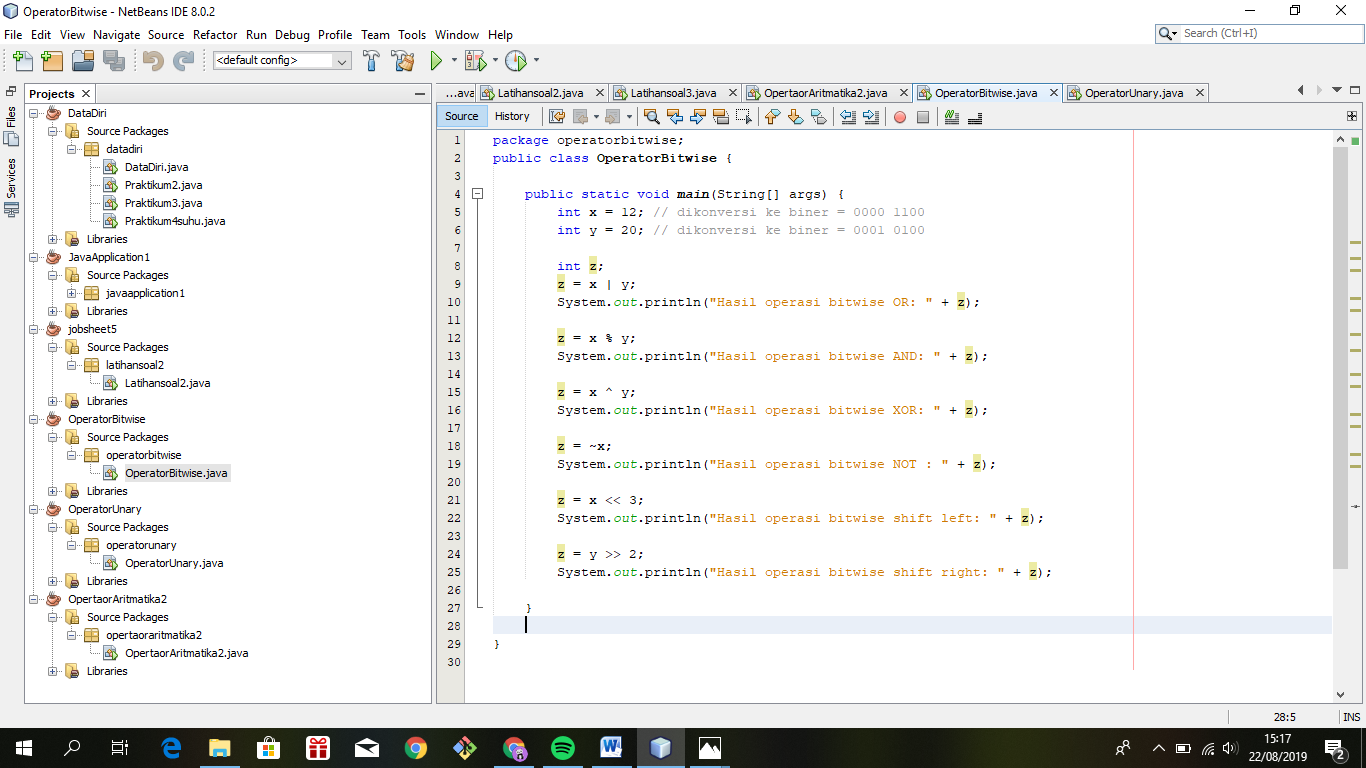 OperatorBitwise - NetBeans IDE 8.0.2
File Edit View Navigate Source Refactor Run Debug Profile Team Tools Window Help
Search (Ctrl+I)
<default config>
Files
Services
Projects
DataDiri
Source Packages
datadiri
DataDiri.java
Praktikum2.java
Praktikum3.java
Praktikum4suhu.java
Libraries
JavaApplication1
Source Packages
javaapplication1
Libraries
jobsheet5
Source Packages
latihansoal2
Latihansoal2.java
Libraries
OperatorBitwise
Source Packages
operatorbitwise
OperatorBitwise.java
Libraries
OperatorUnary
Source Packages
operatorunary
OperatorUnary.java
Libraries
OpertaorAritmatika2
Source Packages
opertaoraritmatika2
OpertaorAritmatika2.java
Libraries
...ava Latihansoal2.java Latihansoal3.java OpertaorAritmatika2.java OperatorBitwise.java OperatorUnary.java
Source History
1 package operatorbitwise;
2 public class OperatorBitwise {
3
4 public static void main(String[] args) {
5 int x = 12; // dikonversi ke biner = 0000 1100
6 int y = 20; // dikonversi ke biner = 0001 0100
7
8 int z;
9 z = x | y;
10 System.out.println("Hasil operasi bitwise OR: " + z);
11
12 z = x % y;
13 System.out.println("Hasil operasi bitwise AND: " + z);
14
15 z = x ^ y;
16 System.out.println("Hasil operasi bitwise XOR: " + z);
17
18 z = ~x;
19 System.out.println("Hasil operasi bitwise NOT : " + z);
20
21 z = x << 3;
22 System.out.println("Hasil operasi bitwise shift left: " + z);
23
24 z = y >> 2;
25 System.out.println("Hasil operasi bitwise shift right: " + z);
26
27 }
28
29 }
30
28:5 INS
15:17
22/08/2019
2